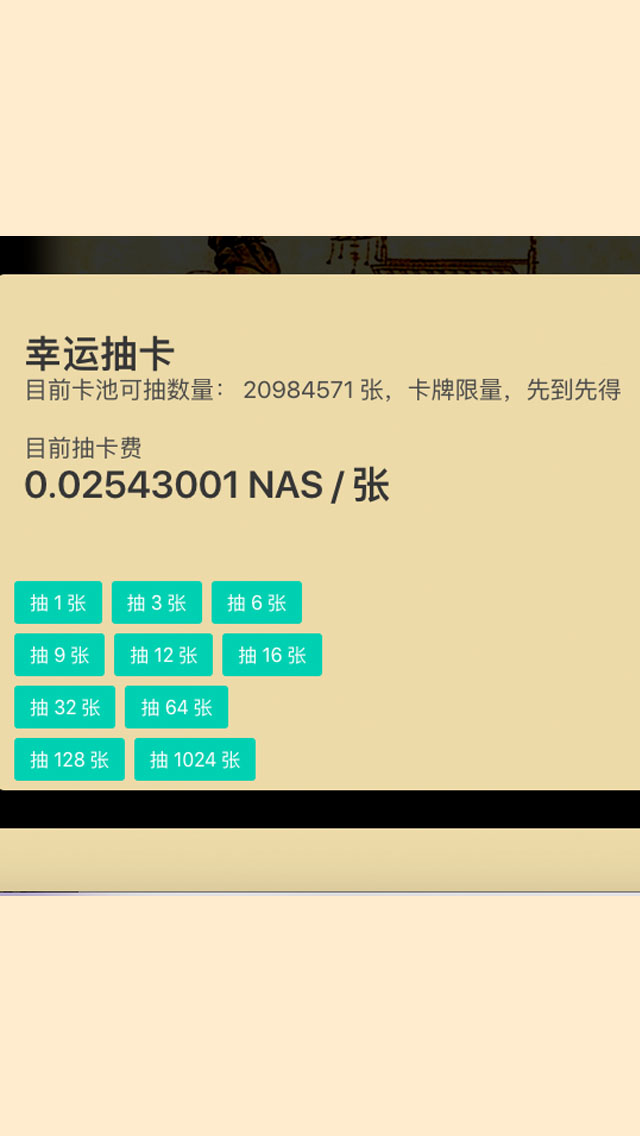 幸运抽卡
目前卡池可抽数量： 20984571 张，卡牌限量，先到先得
目前抽卡费
0.02543001 NAS / 张
抽 1 张 抽 3 张 抽 6 张
抽 9 张 抽 12 张 抽 16 张
抽 32 张 抽 64 张
抽 128 张 抽 1024 张